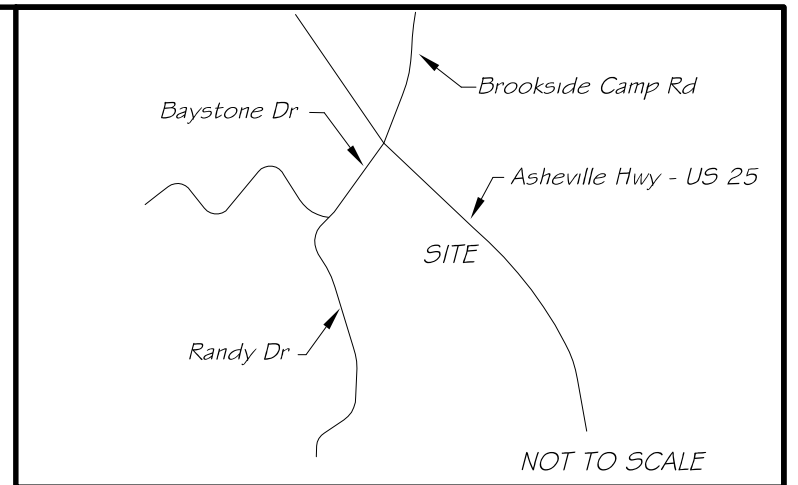 Brookside Camp Rd
Baystone Dr
Asheville Hwy - US 25
SITE
Randy Dr
NOT TO SCALE